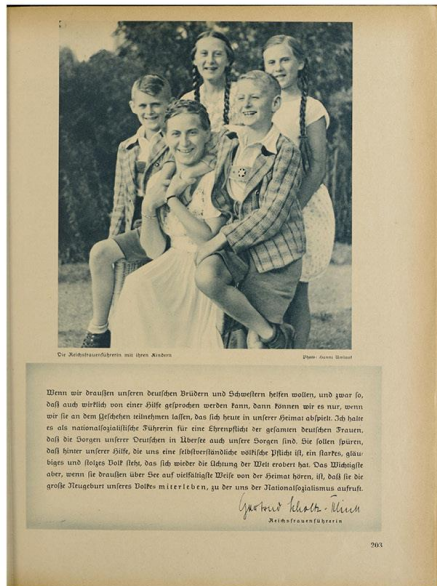 Die Reichsfrauenführerin mit ihren Kindern
Photo:
Wenn wir draußen unseren deutschen Brüdern und Schwestern helfen wollen, und zwar so,
daß auch wirklich von einer Hilfe gesprochen werden kann, dann können wir es nur, wenn
wir sie an dem Geschehen teilnehmen lassen, das sich heute in unserer Heimat abspielt. Ich halte
es als nationalsozialistische Führerin für eine Ehrenpflicht der gesamten deutschen Frauen,
daß die Sorgen unserer Deutschen in Übersee auch unsere Sorgen sind. Sie sollen spüren,
daß hinter unserer Hilfe, die uns eine selbstverständliche völkische Pflicht ist, ein starkes, gläu-
biges und stolzes Volk steht, das sich wieder die Achtung der Welt erobert hat. Das Wichtigste
aber, wenn sie draußen über See auf vielfältigste Weise von der Heimat hören, ist, daß sie die
große Neugeburt unseres Volkes miterleben, zu der uns der Nationalsozialismus aufruft.
Gertrud Scholtz-Klink
Reichsfrauenführerin
203